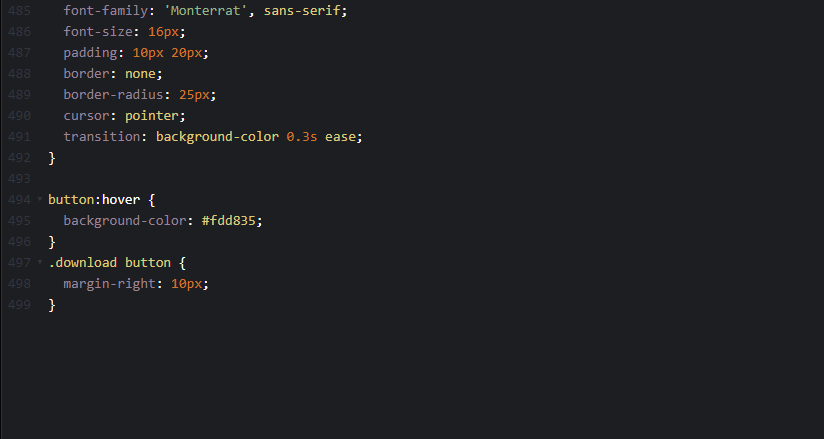 485 font-family: 'Monterrat', sans-serif;
486 font-size: 16px;
487 padding: 10px 20px;
488 border: none;
489 border-radius: 25px;
490 cursor: pointer;
491 transition: background-color 0.3s ease;
492 }
493
494 button:hover {
495 background-color: #fdd835;
496 }
497 .download button {
498 margin-right: 10px;
499 }